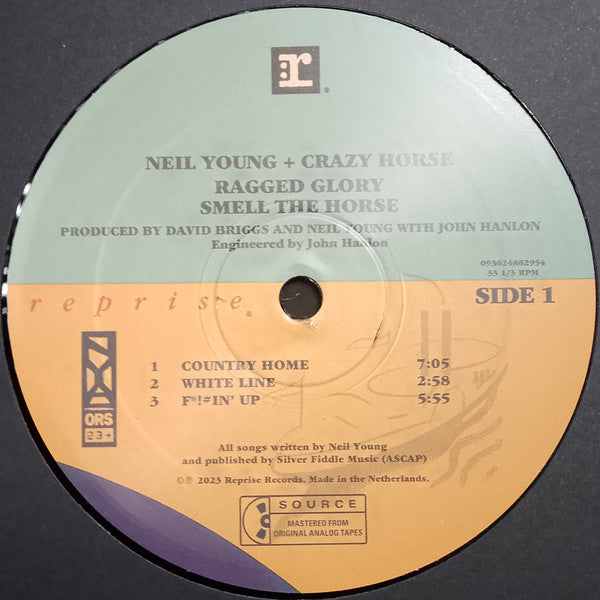 r®
NEIL YOUNG + CRAZY HORSE
RAGGED GLORY
SMELL THE HORSE
PRODUCED BY DAVID BRIGGS AND NEIL YOUNG WITH JOHN HANLON
Engineered by John Hanlon
093624882954
33 1/3 RPM
reprise®
SIDE 1
1 COUNTRY HOME 7:05
2 WHITE LINE 2:58
3 F*!#IN' UP 5:55
NYA
ORS
23+
All songs written by Neil Young
and published by Silver Fiddle Music (ASCAP)
©℗ 2023 Reprise Records. Made in the Netherlands.
SOURCE
MASTERED FROM
ORIGINAL ANALOG TAPES